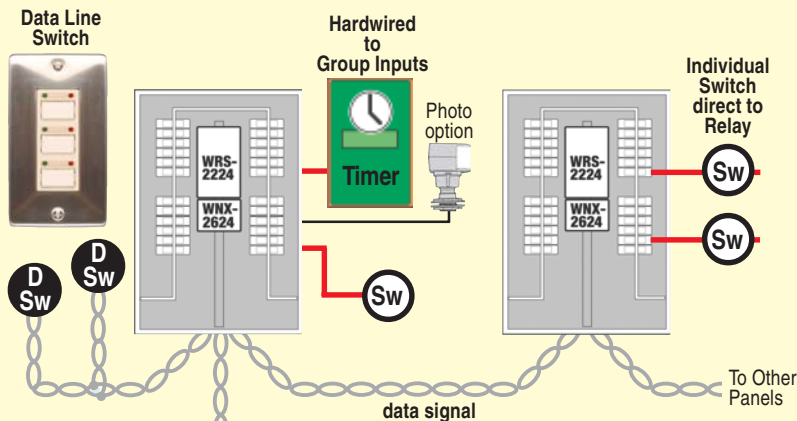 Data Line
Switch
Hardwired
to
Group Inputs
Timer
Photo
option
Individual
Switch
direct to
Relay
WRS-
2224
WNX-
2624
WRS-
2224
WNX-
2624
Sw
Sw
Sw
D
Sw
D
Sw
data signal
To Other
Panels